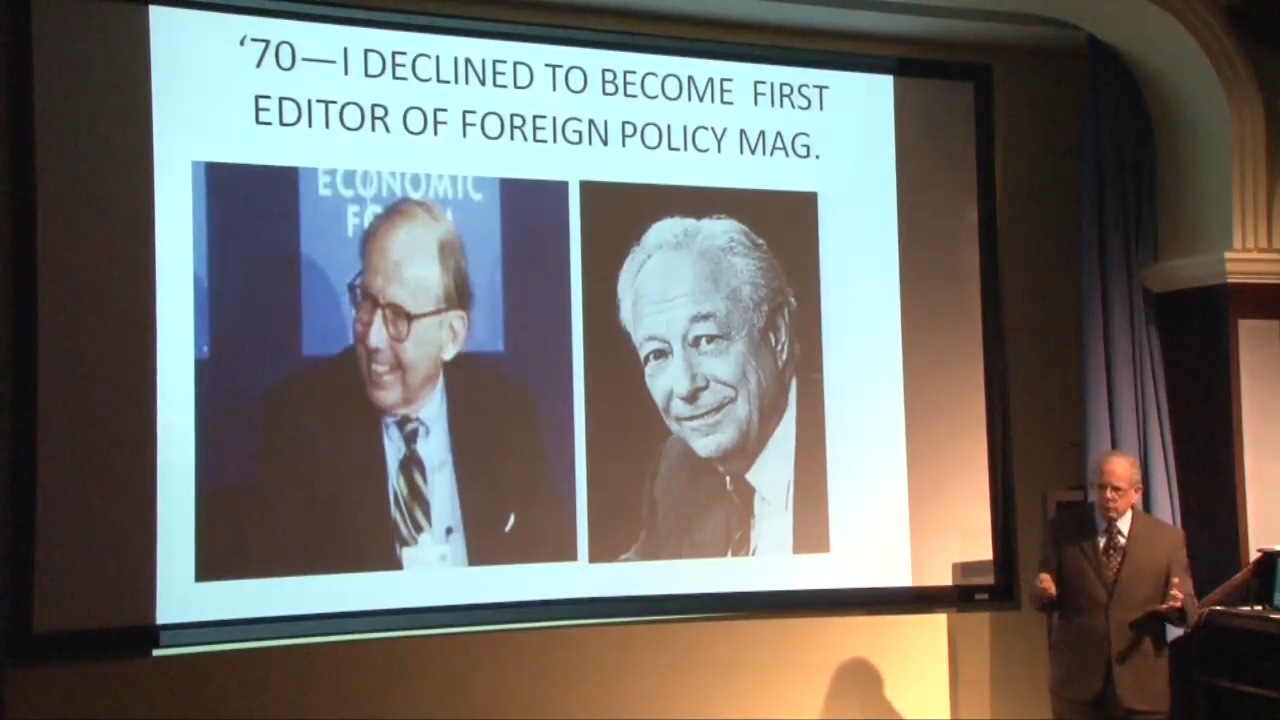 ‘70—I DECLINED TO BECOME FIRST
EDITOR OF FOREIGN POLICY MAG.
ECONOMIC